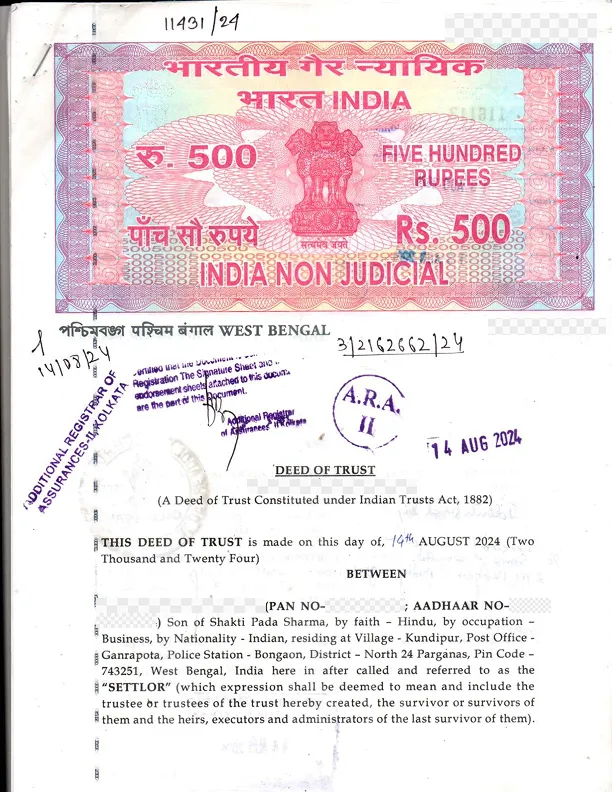 11431/24
भारतीय गैर न्यायिक
भारत INDIA
रु. 500
FIVE HUNDRED
RUPEES
पाँच सौ रुपये
Rs. 500
सत्यमेव जयते
INDIA NON JUDICIAL
পশ্চিমবঙ্গ पश्चिम बंगाल WEST BENGAL
14/08/24
3/2162662/24
Registration The Signature Sheet and
endorsement sheets attached to this
are the part of this Document.
Additional Registrar
of Assurances-II Kolkata
ADDITIONAL REGISTRAR OF
ASSURANCES-II, KOLKATA
A.R.A.
II
14 AUG 2024
DEED OF TRUST
(A Deed of Trust Constituted under Indian Trusts Act, 1882)
THIS DEED OF TRUST is made on this day of, 14th AUGUST 2024 (Two
Thousand and Twenty Four)
BETWEEN
(PAN NO- ; AADHAAR NO-
) Son of Shakti Pada Sharma, by faith – Hindu, by occupation –
Business, by Nationality - Indian, residing at Village - Kundipur, Post Office -
Ganrapota, Police Station - Bongaon, District – North 24 Parganas, Pin Code –
743251, West Bengal, India here in after called and referred to as the
“SETTLOR” (which expression shall be deemed to mean and include the
trustee or trustees of the trust hereby created, the survivor or survivors of
them and the heirs, executors and administrators of the last survivor of them).